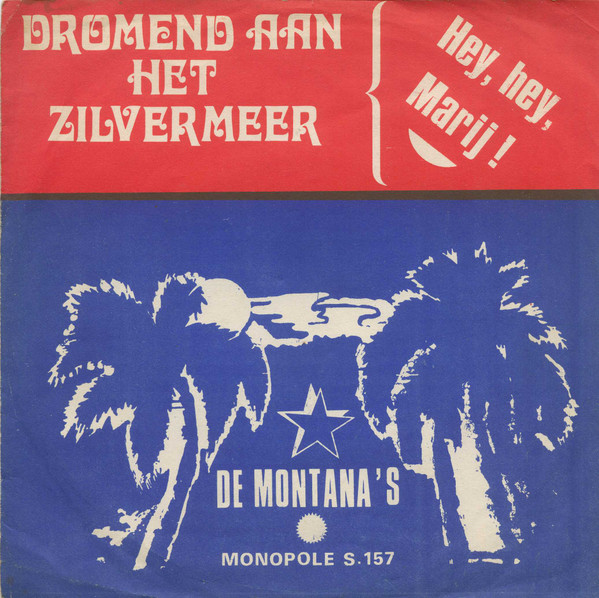 DROMEND AAN
HET
ZILVERMEER
Hey, hey,
Marij!
DE MONTANA'S
MONOPOLE S.157